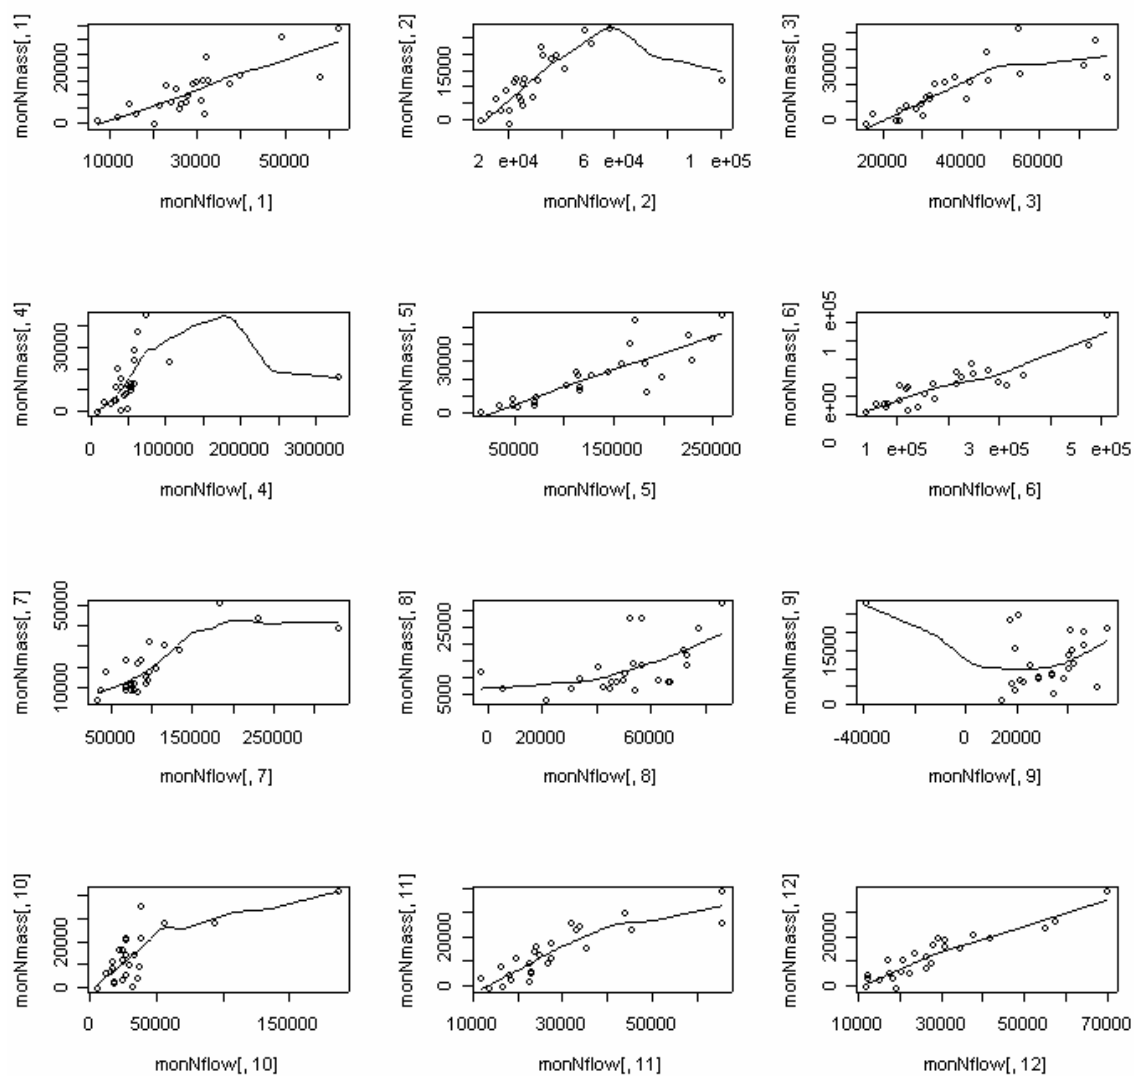 monNmass[, 1]
0 20000
10000 30000 50000
monNflow[, 1]
monNmass[, 2]
0 15000
2 e+04 6 e+04 1 e+05
monNflow[, 2]
monNmass[, 3]
0 30000
20000 40000 60000
monNflow[, 3]
monNmass[, 4]
0 30000
0 100000 200000 300000
monNflow[, 4]
monNmass[, 5]
0 30000
50000 150000 250000
monNflow[, 5]
monNmass[, 6]
0 e+00 1 e+05
1 e+05 3 e+05 5 e+05
monNflow[, 6]
monNmass[, 7]
10000 50000
50000 150000 250000
monNflow[, 7]
monNmass[, 8]
5000 25000
0 20000 60000
monNflow[, 8]
monNmass[, 9]
0 15000
-40000 0 20000
monNflow[, 9]
monNmass[, 10]
0 20000
0 50000 150000
monNflow[, 10]
monNmass[, 11]
0 20000
10000 30000 50000
monNflow[, 11]
monNmass[, 12]
0 20000
10000 30000 50000 70000
monNflow[, 12]